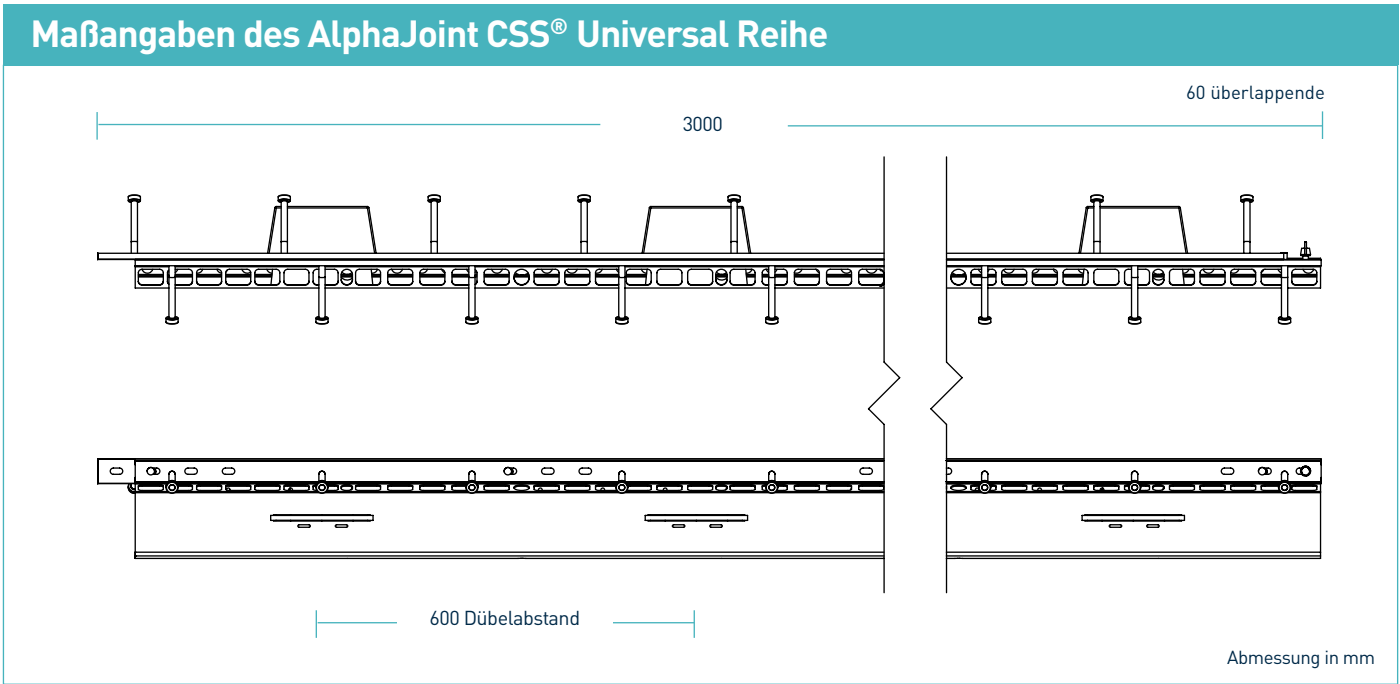 Maßangaben des AlphaJoint CSS® Universal Reihe
60 überlappende
3000
600 Dübelabstand
Abmessung in mm